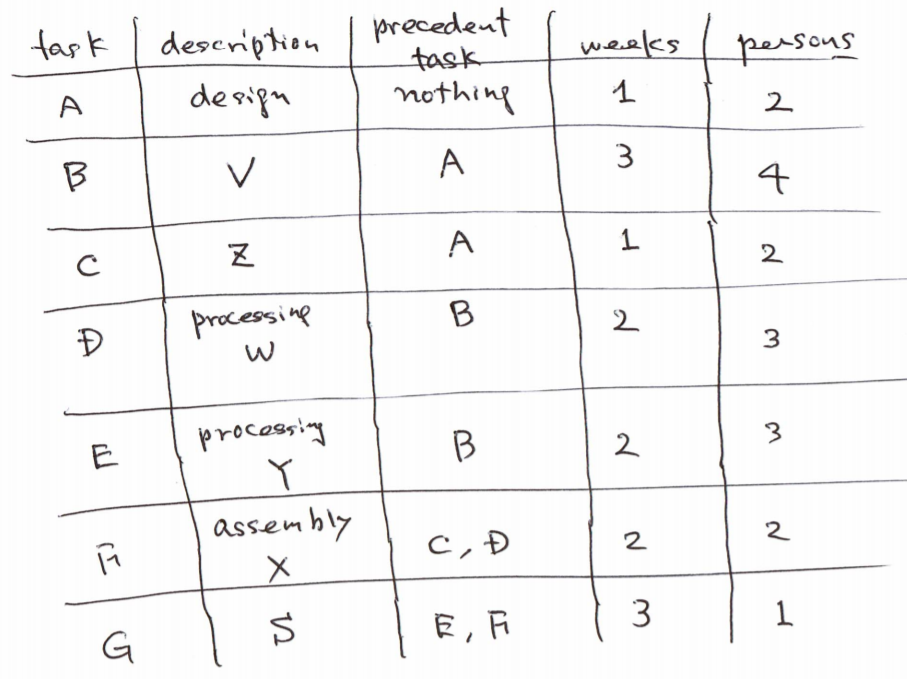 task description precedent task weeks persons
A design nothing 1 2
B V A 3 4
C Z A 1 2
D processing W B 2 3
E processing Y B 2 3
F assembly X C, D 2 2
G S E, F 3 1